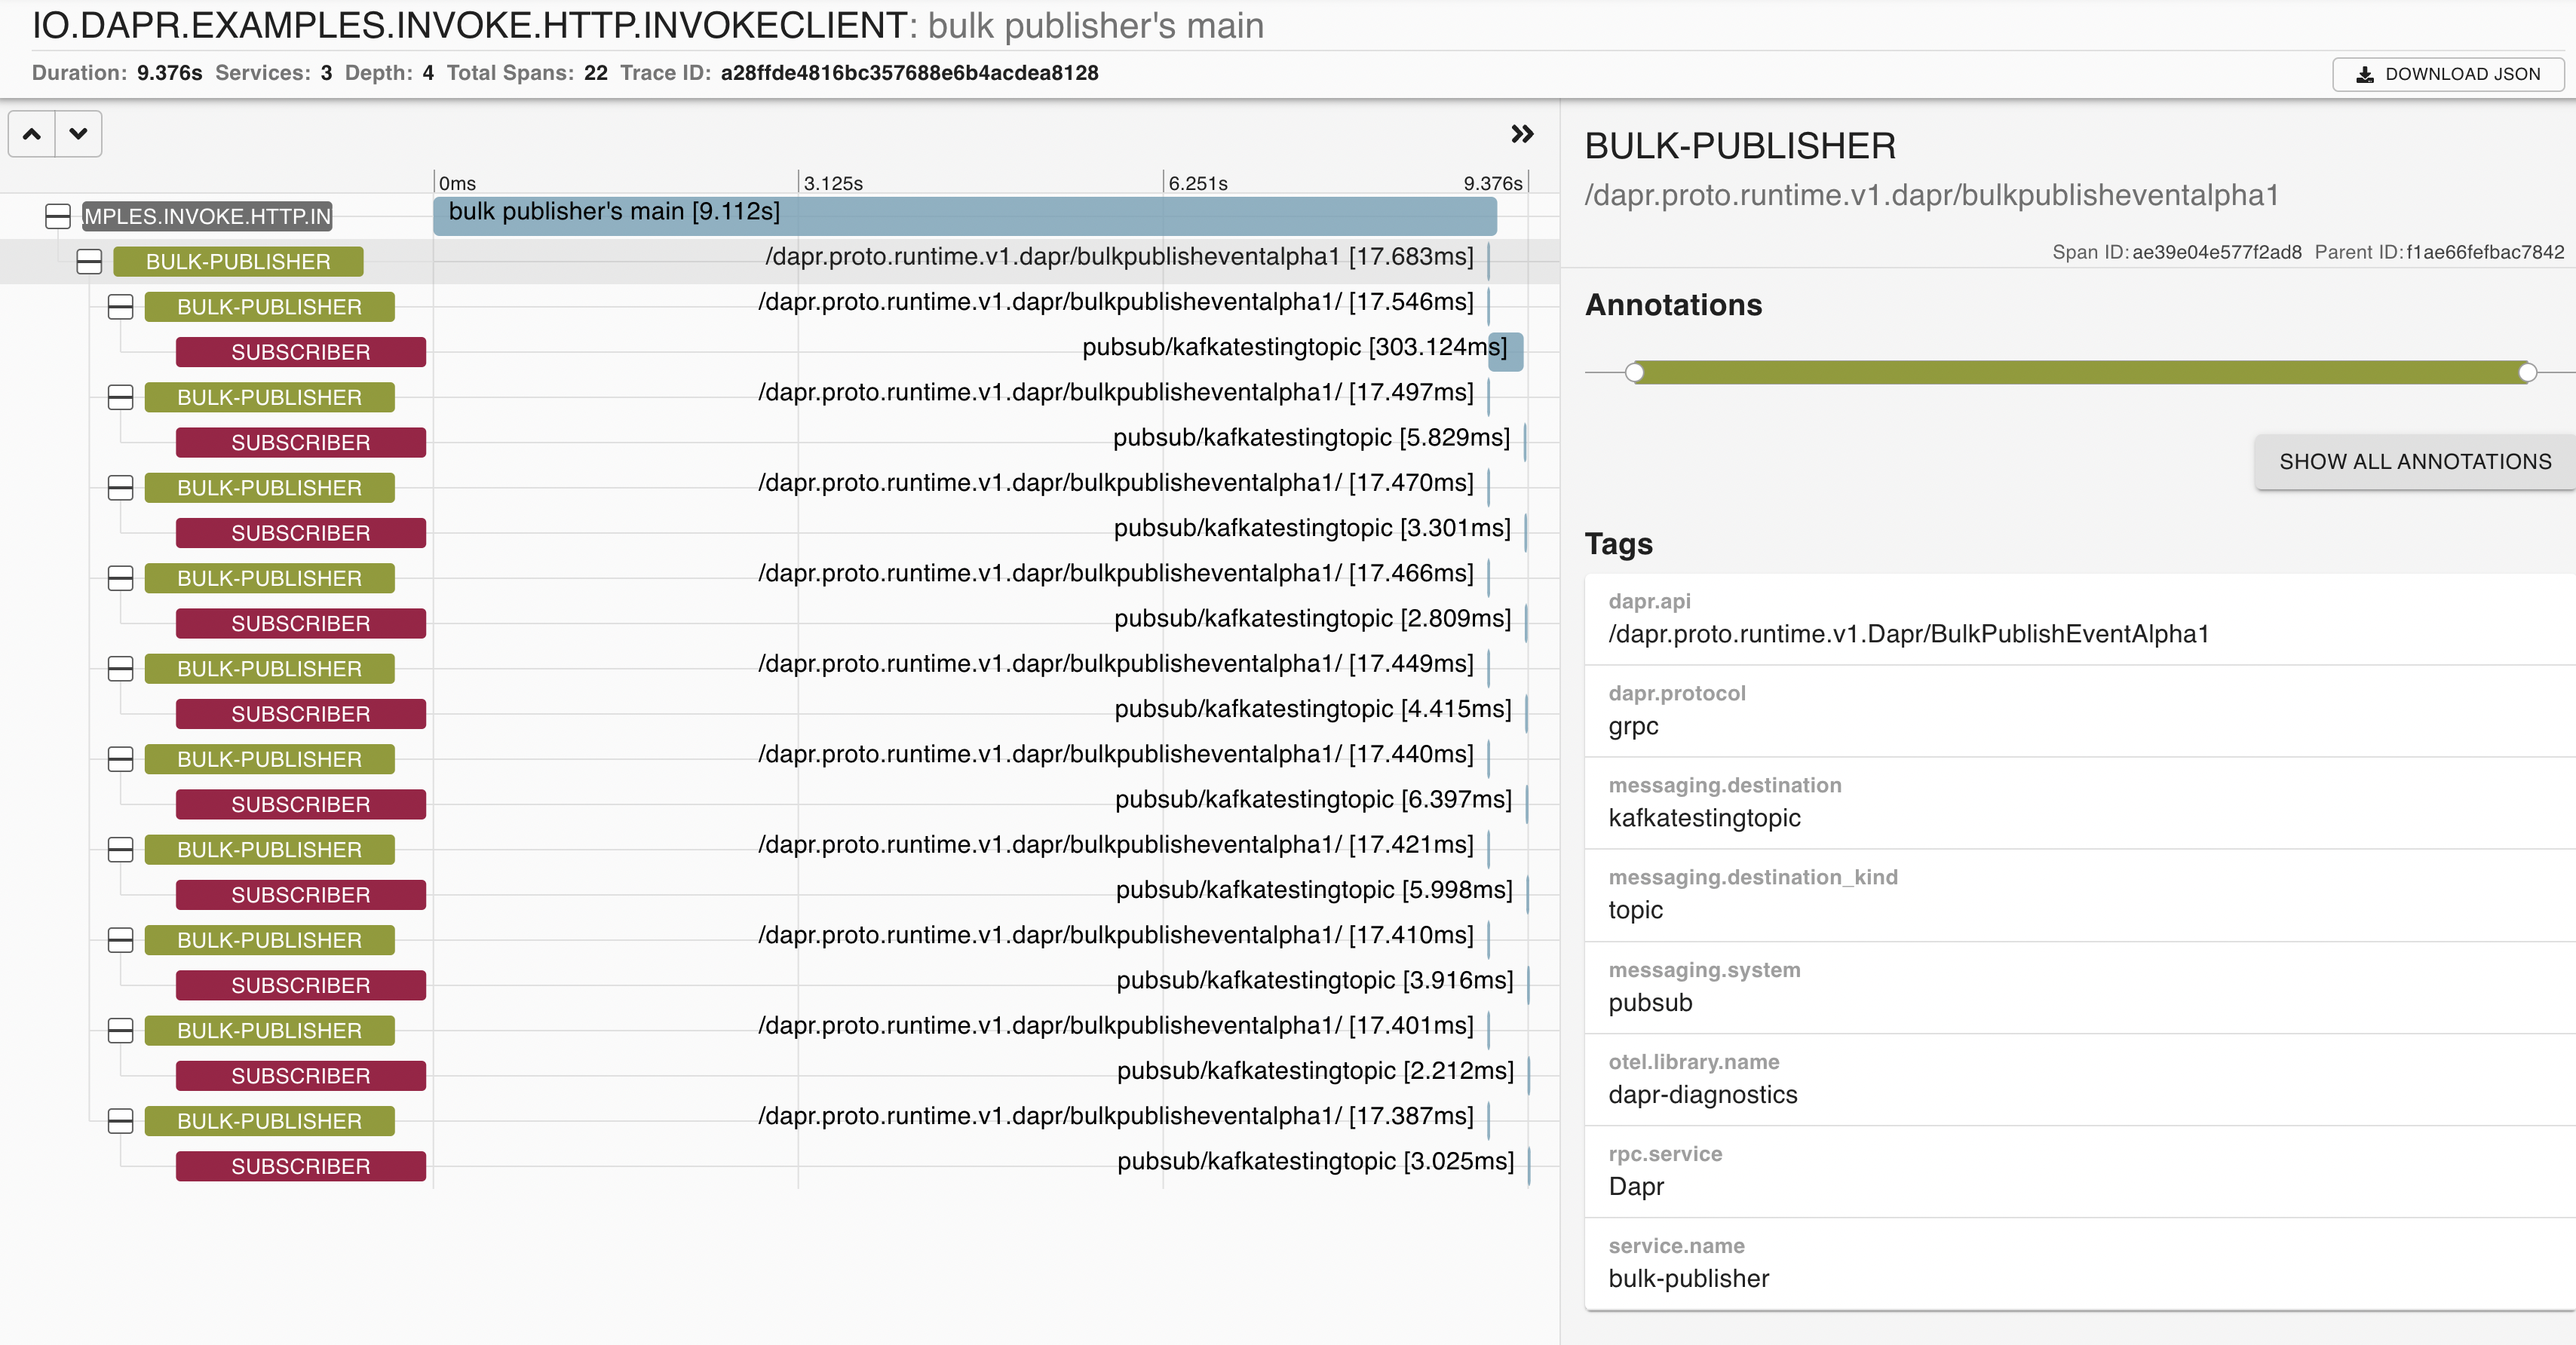 IO.DAPR.EXAMPLES.INVOKE.HTTP.INVOKECLIENT: bulk publisher's main
Duration: 9.376s Services: 3 Depth: 4 Total Spans: 22 Trace ID: a28ffde4816bc357688e6b4acdea8128
DOWNLOAD JSON
0ms 3.125s 6.251s 9.376s
MPLES.INVOKE.HTTP.IN bulk publisher's main [9.112s]
BULK-PUBLISHER /dapr.proto.runtime.v1.dapr/bulkpublisheventalpha1 [17.683ms]
BULK-PUBLISHER /dapr.proto.runtime.v1.dapr/bulkpublisheventalpha1/ [17.546ms]
SUBSCRIBER pubsub/kafkatestingtopic [303.124ms]
BULK-PUBLISHER /dapr.proto.runtime.v1.dapr/bulkpublisheventalpha1/ [17.497ms]
SUBSCRIBER pubsub/kafkatestingtopic [5.829ms]
BULK-PUBLISHER /dapr.proto.runtime.v1.dapr/bulkpublisheventalpha1/ [17.470ms]
SUBSCRIBER pubsub/kafkatestingtopic [3.301ms]
BULK-PUBLISHER /dapr.proto.runtime.v1.dapr/bulkpublisheventalpha1/ [17.466ms]
SUBSCRIBER pubsub/kafkatestingtopic [2.809ms]
BULK-PUBLISHER /dapr.proto.runtime.v1.dapr/bulkpublisheventalpha1/ [17.449ms]
SUBSCRIBER pubsub/kafkatestingtopic [4.415ms]
BULK-PUBLISHER /dapr.proto.runtime.v1.dapr/bulkpublisheventalpha1/ [17.440ms]
SUBSCRIBER pubsub/kafkatestingtopic [6.397ms]
BULK-PUBLISHER /dapr.proto.runtime.v1.dapr/bulkpublisheventalpha1/ [17.421ms]
SUBSCRIBER pubsub/kafkatestingtopic [5.998ms]
BULK-PUBLISHER /dapr.proto.runtime.v1.dapr/bulkpublisheventalpha1/ [17.410ms]
SUBSCRIBER pubsub/kafkatestingtopic [3.916ms]
BULK-PUBLISHER /dapr.proto.runtime.v1.dapr/bulkpublisheventalpha1/ [17.401ms]
SUBSCRIBER pubsub/kafkatestingtopic [2.212ms]
BULK-PUBLISHER /dapr.proto.runtime.v1.dapr/bulkpublisheventalpha1/ [17.387ms]
SUBSCRIBER pubsub/kafkatestingtopic [3.025ms]
BULK-PUBLISHER
/dapr.proto.runtime.v1.dapr/bulkpublisheventalpha1
Span ID: ae39e04e577f2ad8 Parent ID: f1ae66fefbac7842
Annotations
SHOW ALL ANNOTATIONS
Tags
dapr.api
/dapr.proto.runtime.v1.Dapr/BulkPublishEventAlpha1
dapr.protocol
grpc
messaging.destination
kafkatestingtopic
messaging.destination_kind
topic
messaging.system
pubsub
otel.library.name
dapr-diagnostics
rpc.service
Dapr
service.name
bulk-publisher